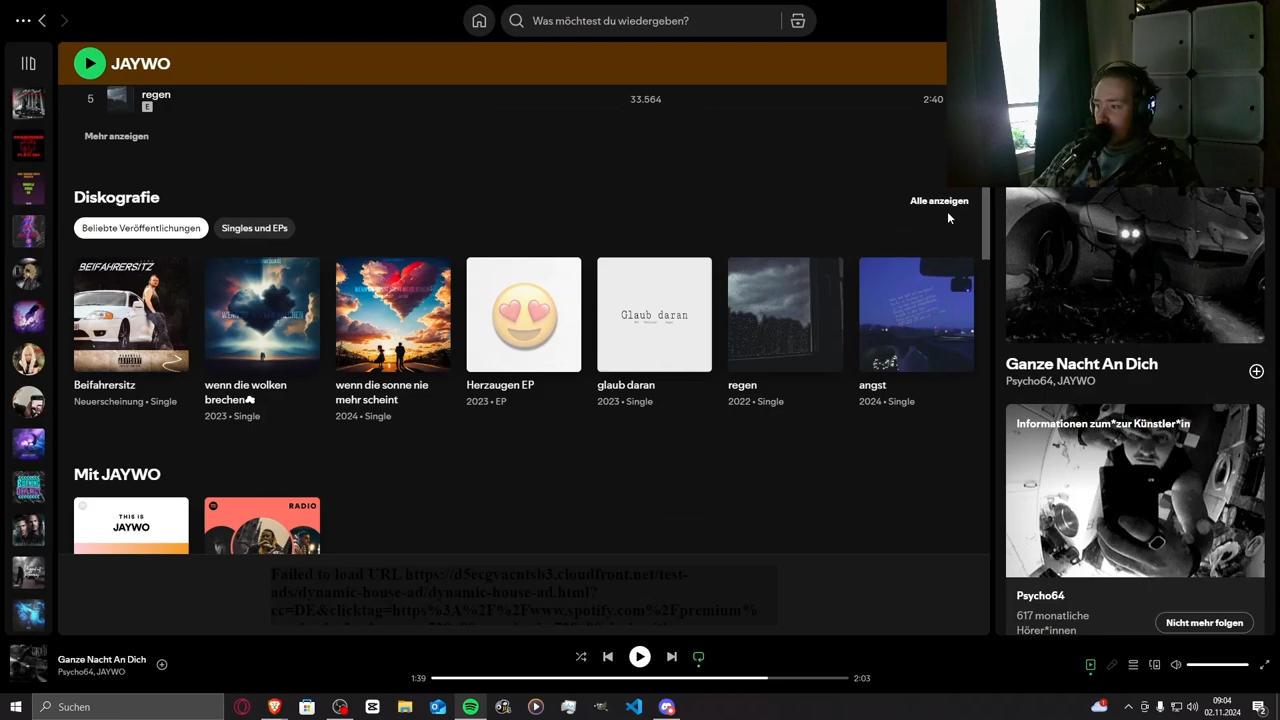 Was möchtest du wiedergeben?
JAYWO
5
regen
E
33.564
2:40
Mehr anzeigen
Diskografie
Alle anzeigen
Beliebte Veröffentlichungen
Singles und EPs
BEIFAHRERSITZ
Glaub daran
Beifahrersitz
Neuerscheinung • Single
wenn die wolken
brechen
2023 • Single
wenn die sonne nie
mehr scheint
2024 • Single
Herzaugen EP
2023 • EP
glaub daran
2023 • Single
regen
2022 • Single
angst
2024 • Single
Mit JAYWO
THIS IS
JAYWO
RADIO
Failed to load URL https://d5ecgvacntsb3.cloudfront.net/test-
ads/dynamic-house-ad/dynamic-house-ad.html?
cc=DE&clicktag=https%3A%2F%2Fwww.spotify.com%2Fpremium%
Ganze Nacht An Dich
Psycho64, JAYWO
Informationen zum*zur Künstler*in
Psycho64
617 monatliche
Hörer*innen
Nicht mehr folgen
Ganze Nacht An Dich
Psycho64, JAYWO
1:39
2:03
Suchen
09:04
02.11.2024